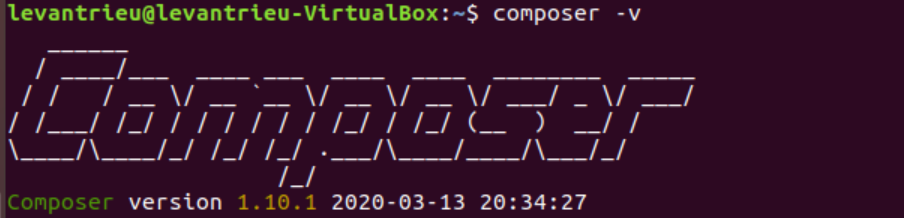 levantrieu@levantrieu-VirtualBox:~$ composer -v
Composer
Composer version 1.10.1 2020-03-13 20:34:27